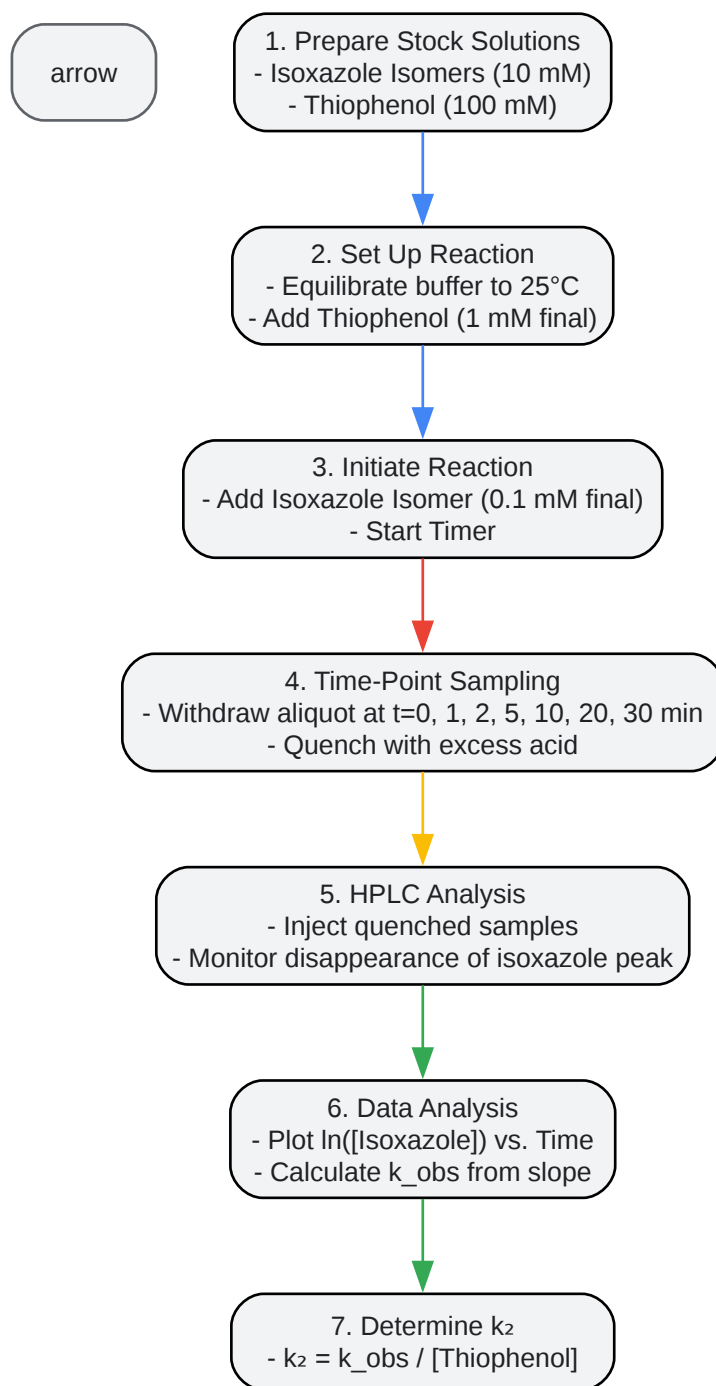 arrow
1. Prepare Stock Solutions
- Isoxazole Isomers (10 mM)
- Thiophenol (100 mM)
2. Set Up Reaction
- Equilibrate buffer to 25°C
- Add Thiophenol (1 mM final)
3. Initiate Reaction
- Add Isoxazole Isomer (0.1 mM final)
- Start Timer
4. Time-Point Sampling
- Withdraw aliquot at t=0, 1, 2, 5, 10, 20, 30 min
- Quench with excess acid
5. HPLC Analysis
- Inject quenched samples
- Monitor disappearance of isoxazole peak
6. Data Analysis
- Plot ln([Isoxazole]) vs. Time
- Calculate k_obs from slope
7. Determine k₂
- k₂ = k_obs / [Thiophenol]